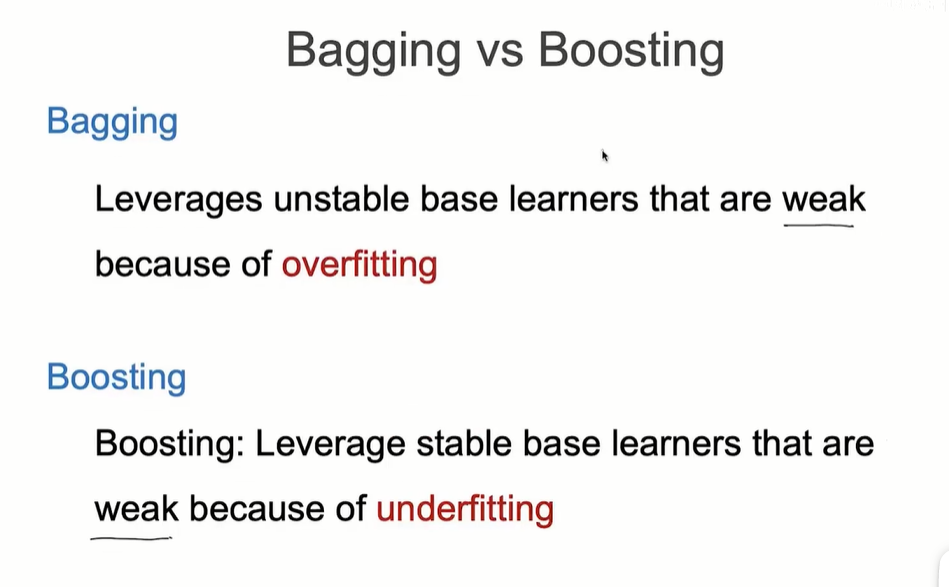 Bagging vs Boosting
Bagging
Leverages unstable base learners that are weak
because of overfitting
Boosting
Boosting: Leverage stable base learners that are
weak because of underfitting